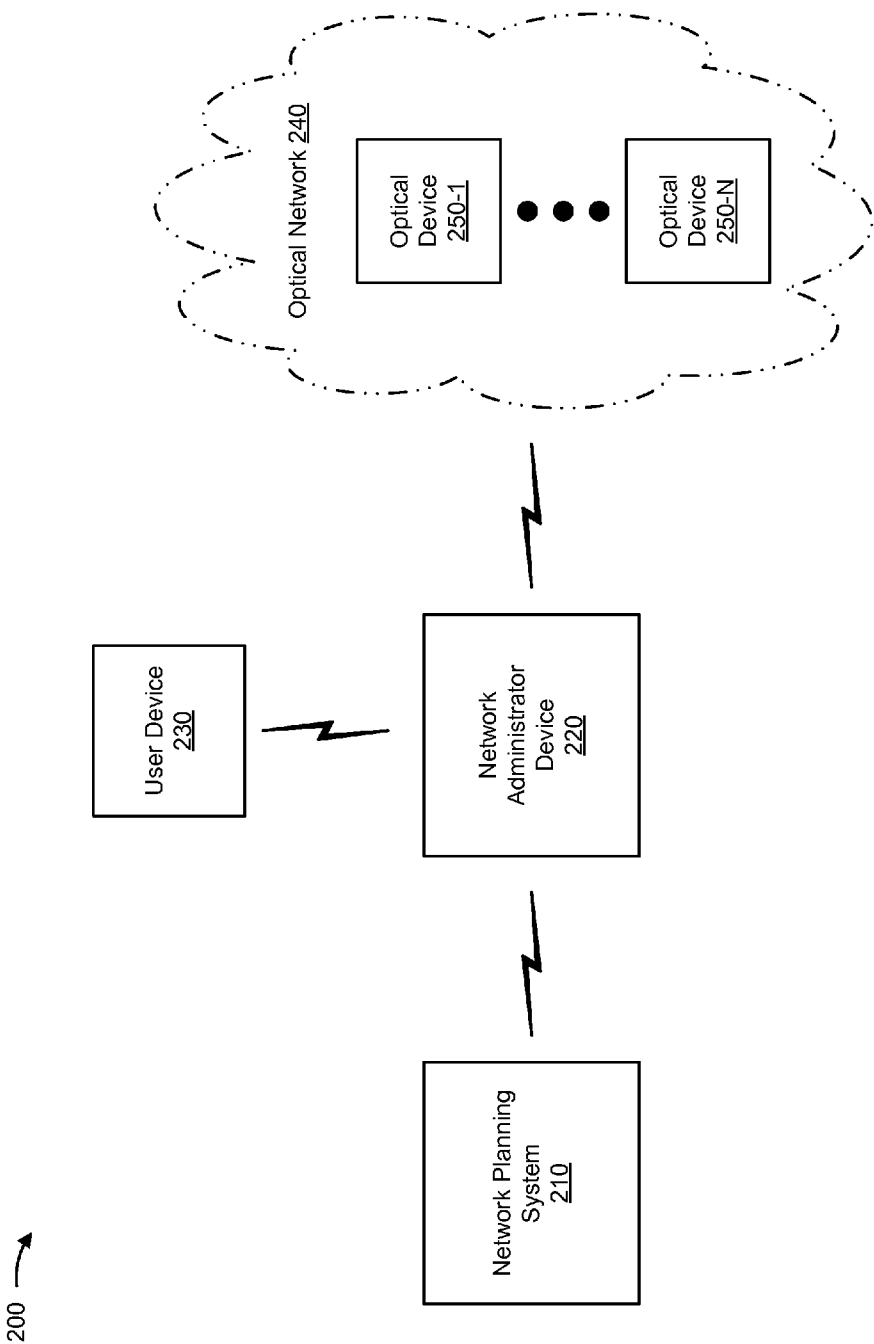 200
Network Planning
System
210
Network
Administrator
Device
220
User Device
230
Optical Network 240
Optical
Device
250-1
Optical
Device
250-N